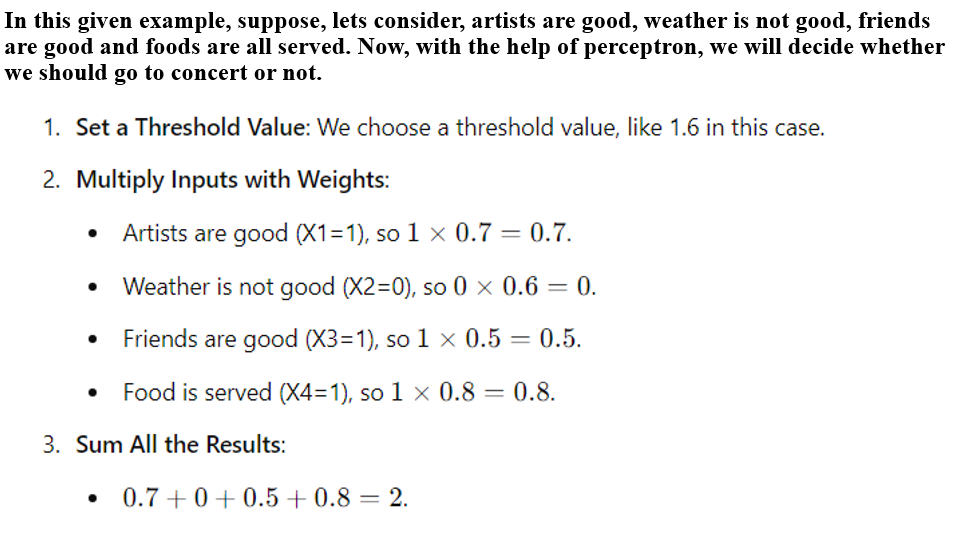 In this given example, suppose, lets consider, artists are good, weather is not good, friends
are good and foods are all served. Now, with the help of perceptron, we will decide whether
we should go to concert or not.
1. Set a Threshold Value: We choose a threshold value, like 1.6 in this case.
2. Multiply Inputs with Weights:
• Artists are good (X1=1), so 1 × 0.7 = 0.7.
• Weather is not good (X2=0), so 0 × 0.6 = 0.
• Friends are good (X3=1), so 1 × 0.5 = 0.5.
• Food is served (X4=1), so 1 × 0.8 = 0.8.
3. Sum All the Results:
• 0.7 + 0 + 0.5 + 0.8 = 2.